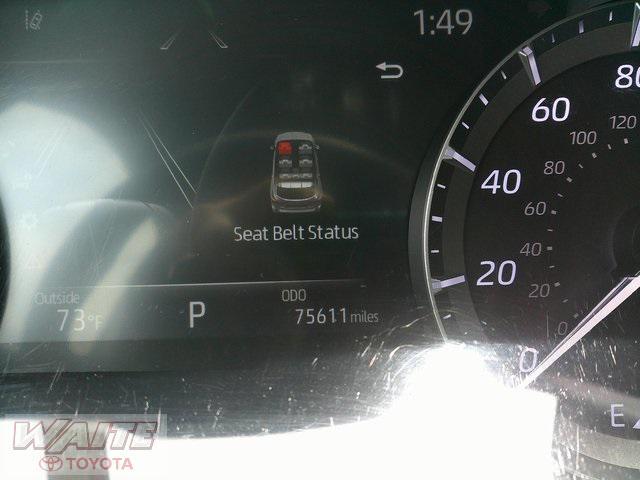 1:49
Seat Belt Status
Outside
73°F
P
ODO
75611 miles
80
60
40
20
0
120
100
80
60
40
20
0
E
WAITE
TOYOTA